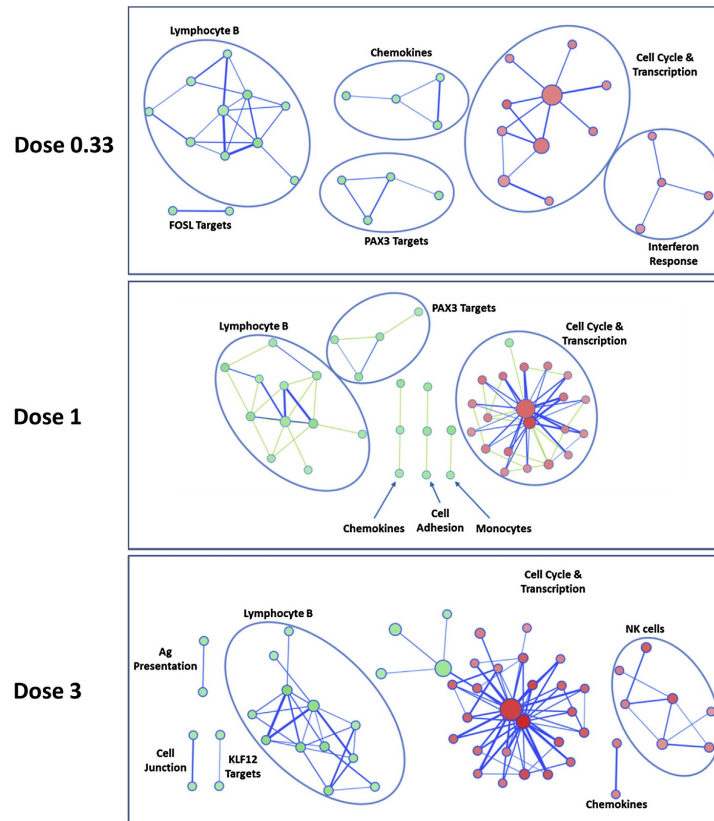 Dose 0.33
Lymphocyte B
Chemokines
Cell Cycle &
Transcription
FOSL Targets
PAX3 Targets
Interferon
Response
Dose 1
Lymphocyte B
PAX3 Targets
Cell Cycle &
Transcription
Chemokines
Cell
Adhesion
Monocytes
Dose 3
Cell Cycle &
Transcription
Lymphocyte B
NK cells
Ag
Presentation
Cell
Junction
KLF12
Targets
Chemokines